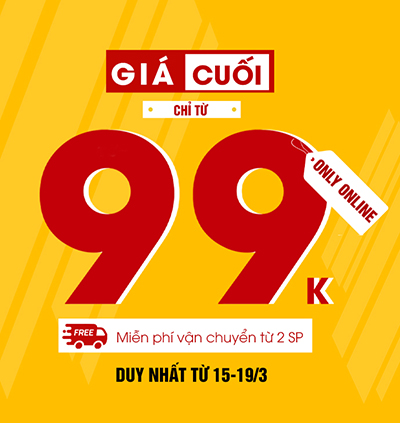 GIÁ CUỐI
CHỈ TỪ
99K
ONLY ONLINE
FREE
Miễn phí vận chuyển từ 2 SP
DUY NHẤT TỪ 15-19/3